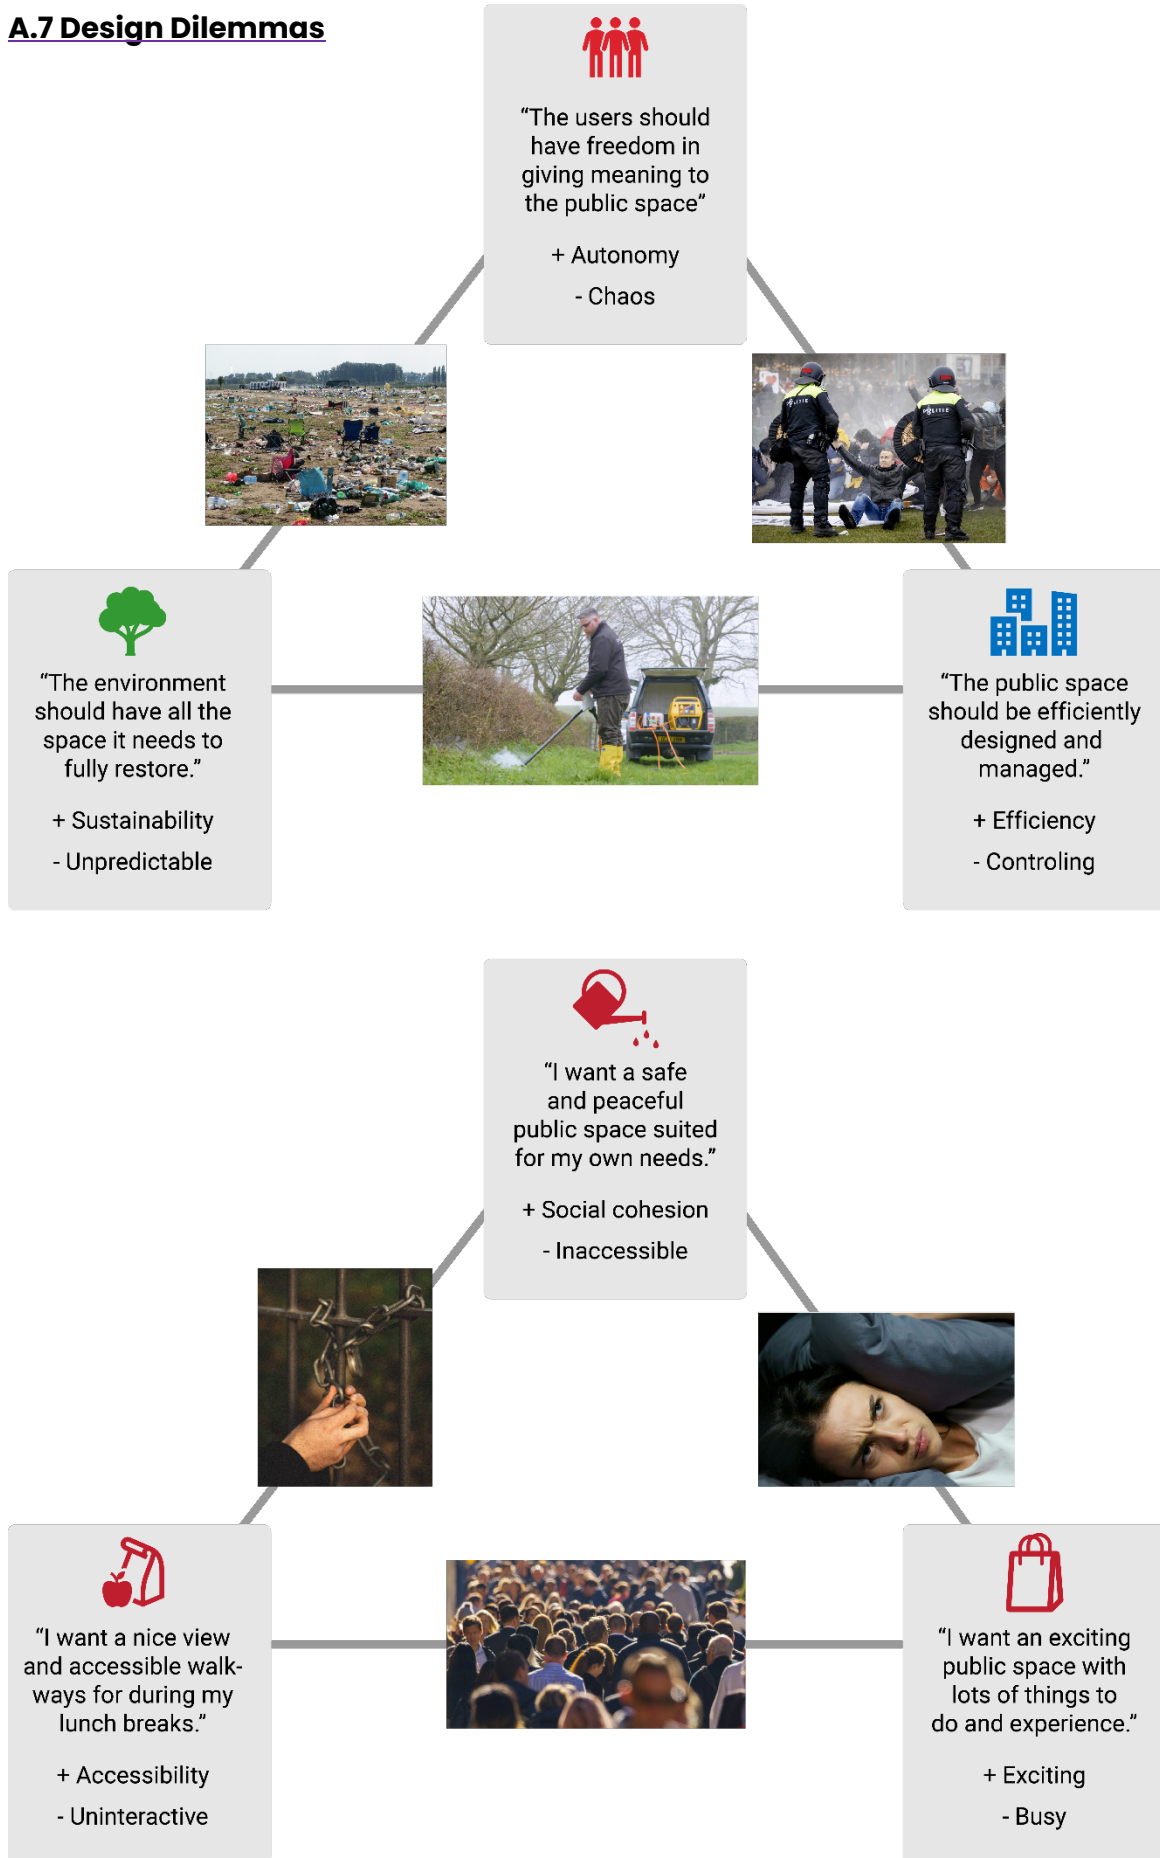 A.7 Design Dilemmas
“The users should
have freedom in
giving meaning to
the public space”
+ Autonomy
- Chaos
POLITIE
POLITIE
“The environment
should have all the
space it needs to
fully restore.”
+ Sustainability
- Unpredictable
“The public space
should be efficiently
designed and
managed.”
+ Efficiency
- Controling
“I want a safe
and peaceful
public space suited
for my own needs.”
+ Social cohesion
- Inaccessible
“I want a nice view
and accessible walk-
ways for during my
lunch breaks.”
+ Accessibility
- Uninteractive
“I want an exciting
public space with
lots of things to
do and experience.”
+ Exciting
- Busy